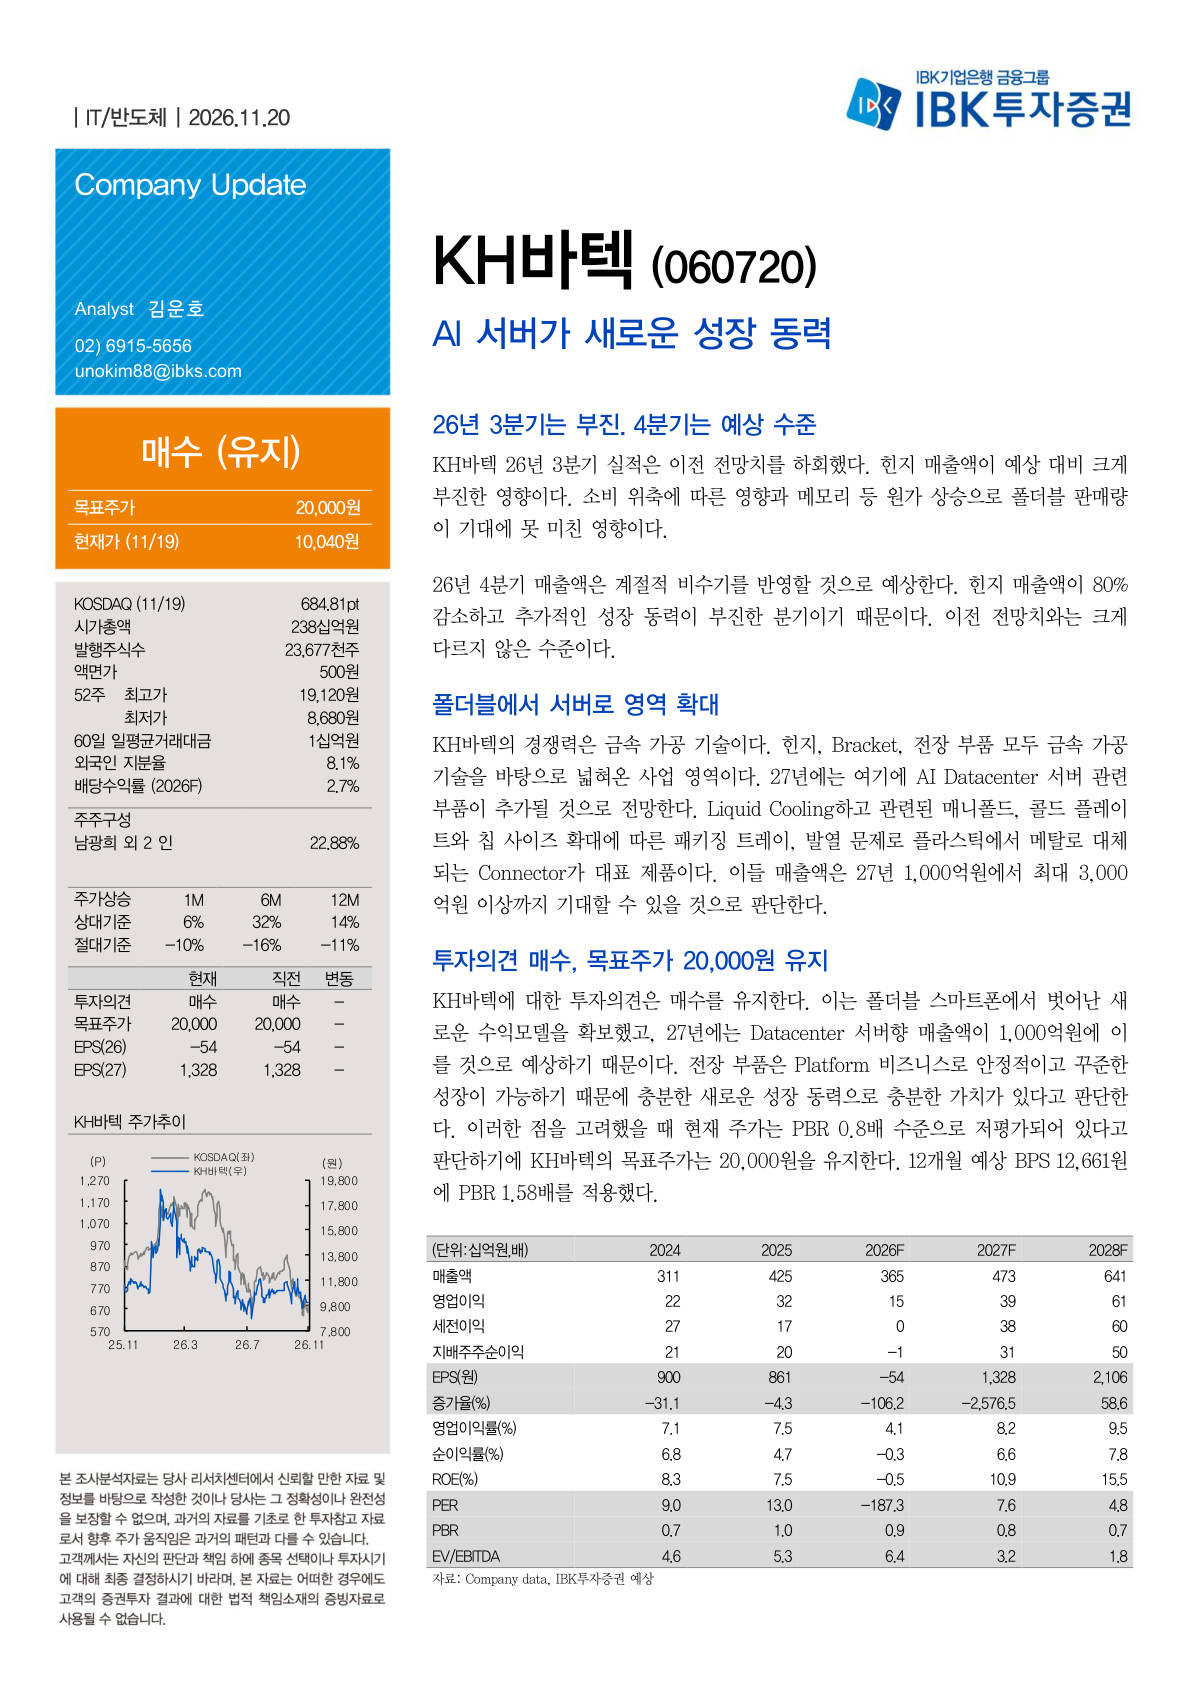 | IT/반도체 | 2026.11.20
IBK기업은행 금융그룹
IBK투자증권
Company Update
Analyst 김운호
02) 6915-5656
unokim88@ibks.com
매수 (유지)
목표주가 20,000원
현재가 (11/19) 10,040원
KOSDAQ (11/19) 684.81pt
시가총액 238십억원
발행주식수 23,677천주
액면가 500원
52주 최고가 19,120원
최저가 8,680원
60일 일평균거래대금 1십억원
외국인 지분율 8.1%
배당수익률 (2026F) 2.7%
주주구성
남광희 외 2 인 22.88%
주가상승 1M 6M 12M
상대기준 6% 32% 14%
절대기준 -10% -16% -11%
현재 직전 변동
투자의견 매수 매수 -
목표주가 20,000 20,000 -
EPS(26) -54 -54 -
EPS(27) 1,328 1,328 -
KH바텍 주가추이
(P) KOSDAQ(좌) (원)
KH바텍(우)
1,270 19,800
1,170 17,800
1,070 15,800
970 13,800
870 11,800
770 9,800
670 7,800
570
25.11 26.3 26.7 26.11
본 조사분석자료는 당사 리서치센터에서 신뢰할 만한 자료 및
정보를 바탕으로 작성한 것이나 당사는 그 정확성이나 완전성
을 보장할 수 없으며, 과거의 자료를 기초로 한 투자참고 자료
로서 향후 주가 움직임은 과거의 패턴과 다를 수 있습니다.
고객께서는 자신의 판단과 책임 하에 종목 선택이나 투자시기
에 대해 최종 결정하시기 바라며, 본 자료는 어떠한 경우에도
고객의 증권투자 결과에 대한 법적 책임소재의 증빙자료로
사용될 수 없습니다.
KH바텍 (060720)
AI 서버가 새로운 성장 동력
26년 3분기는 부진. 4분기는 예상 수준
KH바텍 26년 3분기 실적은 이전 전망치를 하회했다. 힌지 매출액이 예상 대비 크게
부진한 영향이다. 소비 위축에 따른 영향과 메모리 등 원가 상승으로 폴더블 판매량
이 기대에 못 미친 영향이다.
26년 4분기 매출액은 계절적 비수기를 반영할 것으로 예상한다. 힌지 매출액이 80%
감소하고 추가적인 성장 동력이 부진한 분기이기 때문이다. 이전 전망치와는 크게
다르지 않은 수준이다.
폴더블에서 서버로 영역 확대
KH바텍의 경쟁력은 금속 가공 기술이다. 힌지, Bracket, 전장 부품 모두 금속 가공
기술을 바탕으로 넓혀온 사업 영역이다. 27년에는 여기에 AI Datacenter 서버 관련
부품이 추가될 것으로 전망한다. Liquid Cooling하고 관련된 매니폴드, 콜드 플레이
트와 칩 사이즈 확대에 따른 패키징 트레이, 발열 문제로 플라스틱에서 메탈로 대체
되는 Connector가 대표 제품이다. 이들 매출액은 27년 1,000억원에서 최대 3,000
억원 이상까지 기대할 수 있을 것으로 판단한다.
투자의견 매수, 목표주가 20,000원 유지
KH바텍에 대한 투자의견은 매수를 유지한다. 이는 폴더블 스마트폰에서 벗어난 새
로운 수익모델을 확보했고, 27년에는 Datacenter 서버향 매출액이 1,000억원에 이
를 것으로 예상하기 때문이다. 전장 부품은 Platform 비즈니스로 안정적이고 꾸준한
성장이 가능하기 때문에 충분한 새로운 성장 동력으로 충분한 가치가 있다고 판단한
다. 이러한 점을 고려했을 때 현재 주가는 PBR 0.8배 수준으로 저평가되어 있다고
판단하기에 KH바텍의 목표주가는 20,000원을 유지한다. 12개월 예상 BPS 12,661원
에 PBR 1.58배를 적용했다.
(단위:십억원,배) 2024 2025 2026F 2027F 2028F
매출액 311 425 365 473 641
영업이익 22 32 15 39 61
세전이익 27 17 0 38 60
지배주주순이익 21 20 -1 31 50
EPS(원) 900 861 -54 1,328 2,106
증가율(%) -31.1 -4.3 -106.2 -2,576.5 58.6
영업이익률(%) 7.1 7.5 4.1 8.2 9.5
순이익률(%) 6.8 4.7 -0.3 6.6 7.8
ROE(%) 8.3 7.5 -0.5 10.9 15.5
PER 9.0 13.0 -187.3 7.6 4.8
PBR 0.7 1.0 0.9 0.8 0.7
EV/EBITDA 4.6 5.3 6.4 3.2 1.8
자료: Company data, IBK투자증권 예상